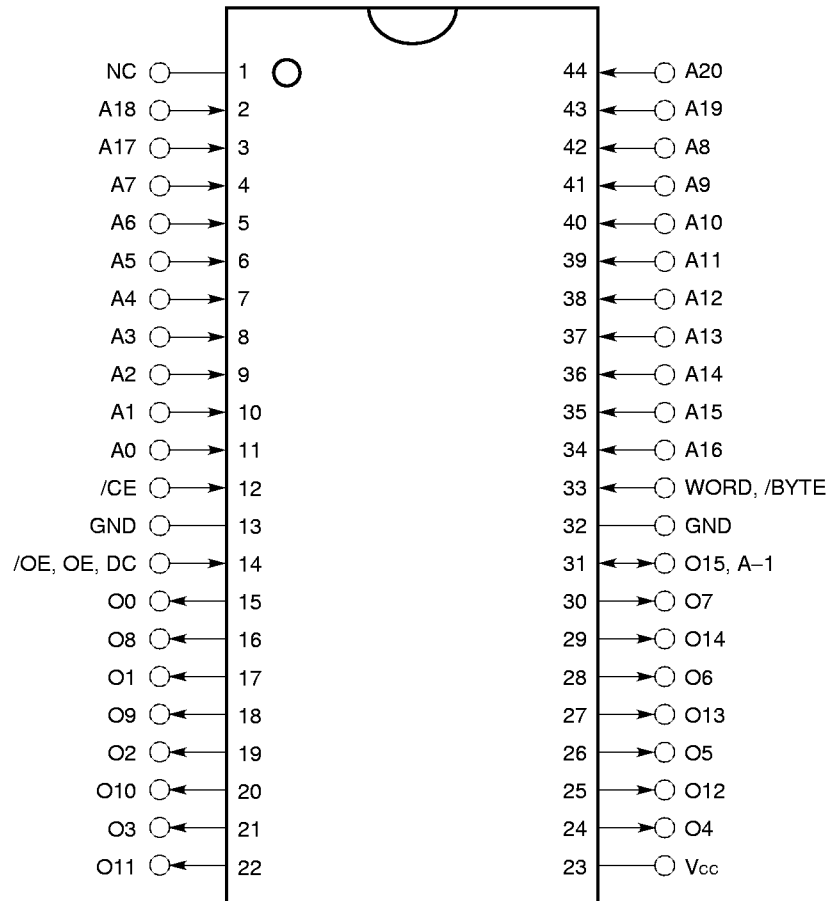 NC 1 44 A20
A18 2 43 A19
A17 3 42 A8
A7 4 41 A9
A6 5 40 A10
A5 6 39 A11
A4 7 38 A12
A3 8 37 A13
A2 9 36 A14
A1 10 35 A15
A0 11 34 A16
/CE 12 33 WORD, /BYTE
GND 13 32 GND
/OE, OE, DC 14 31 O15, A−1
O0 15 30 O7
O8 16 29 O14
O1 17 28 O6
O9 18 27 O13
O2 19 26 O5
O10 20 25 O12
O3 21 24 O4
O11 22 23 Vcc